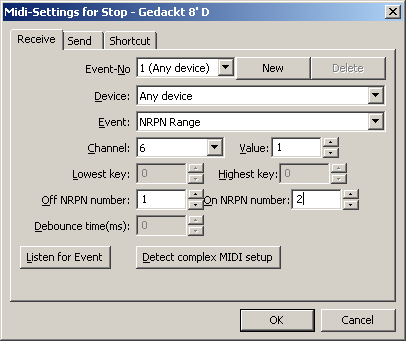 Midi-Settings for Stop - Gedackt 8' D
Receive Send Shortcut
Event-No 1 (Any device) New Delete
Device: Any device
Event: NRPN Range
Channel: 6 Value: 1
Lowest key: 0 Highest key: 0
Off NRPN number: 1 On NRPN number: 2
Debounce time(ms): 0
Listen for Event Detect complex MIDI setup
OK Cancel